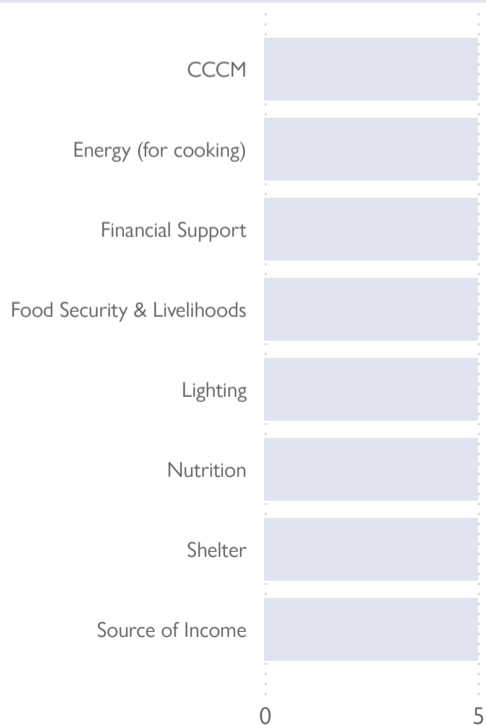 CCCM
Energy (for cooking)
Financial Support
Food Security & Livelihoods
Lighting
Nutrition
Shelter
Source of Income
0 5